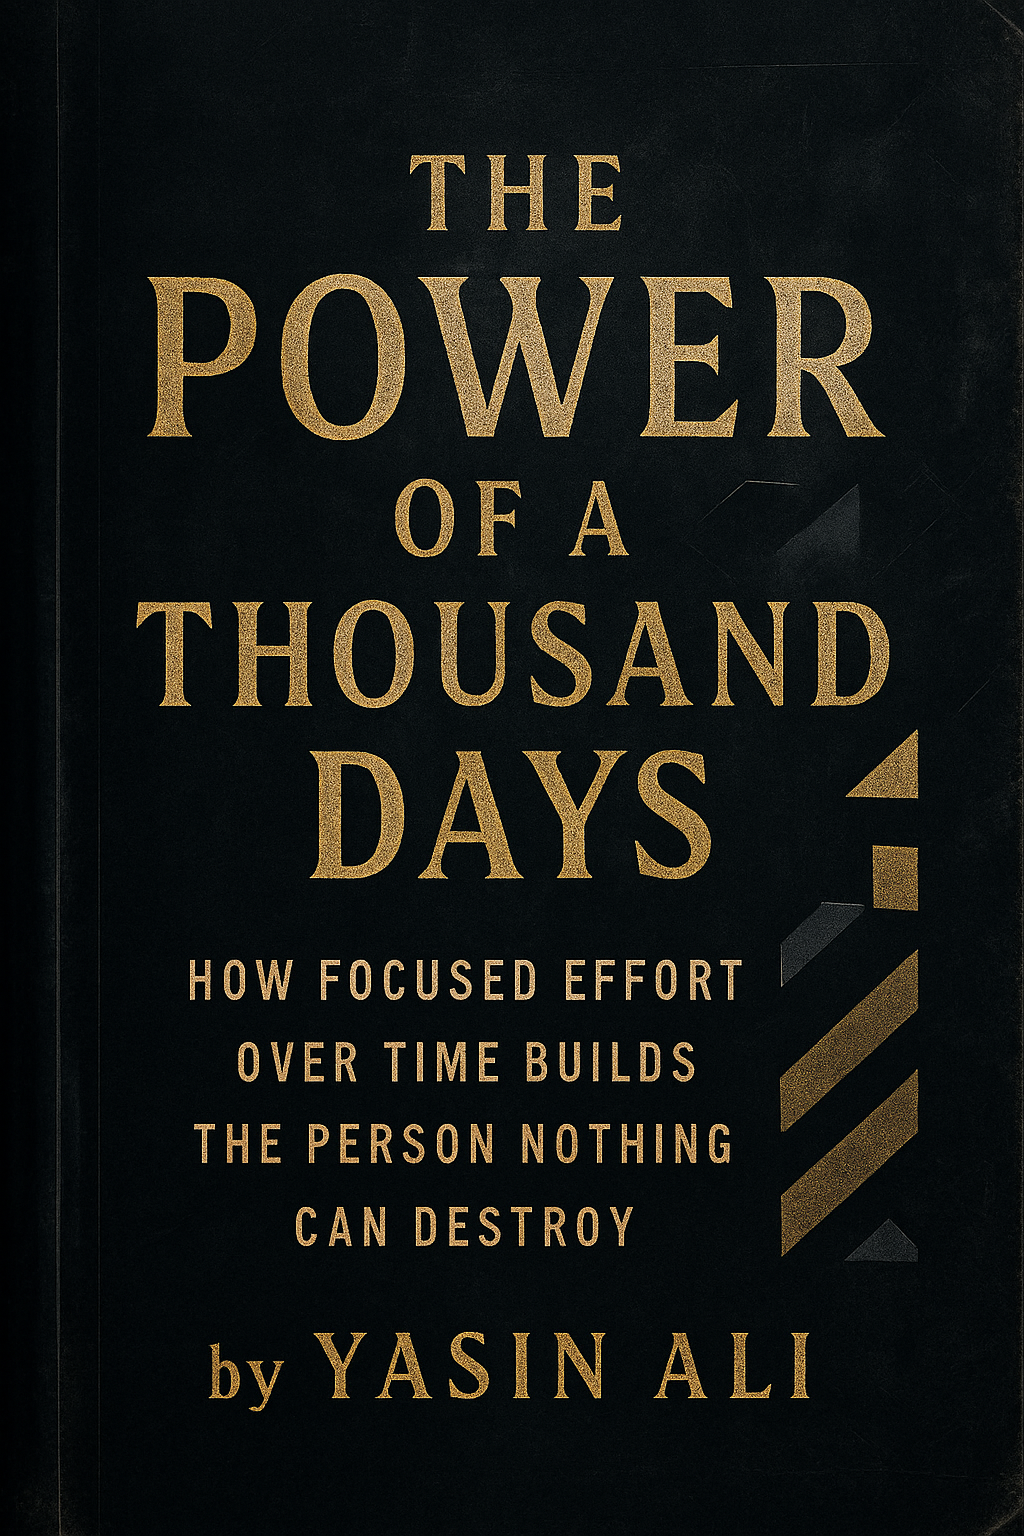 THE
POWER
OF A
THOUSAND
DAYS
HOW FOCUSED EFFORT
OVER TIME BUILDS
THE PERSON NOTHING
CAN DESTROY
by YASIN ALI